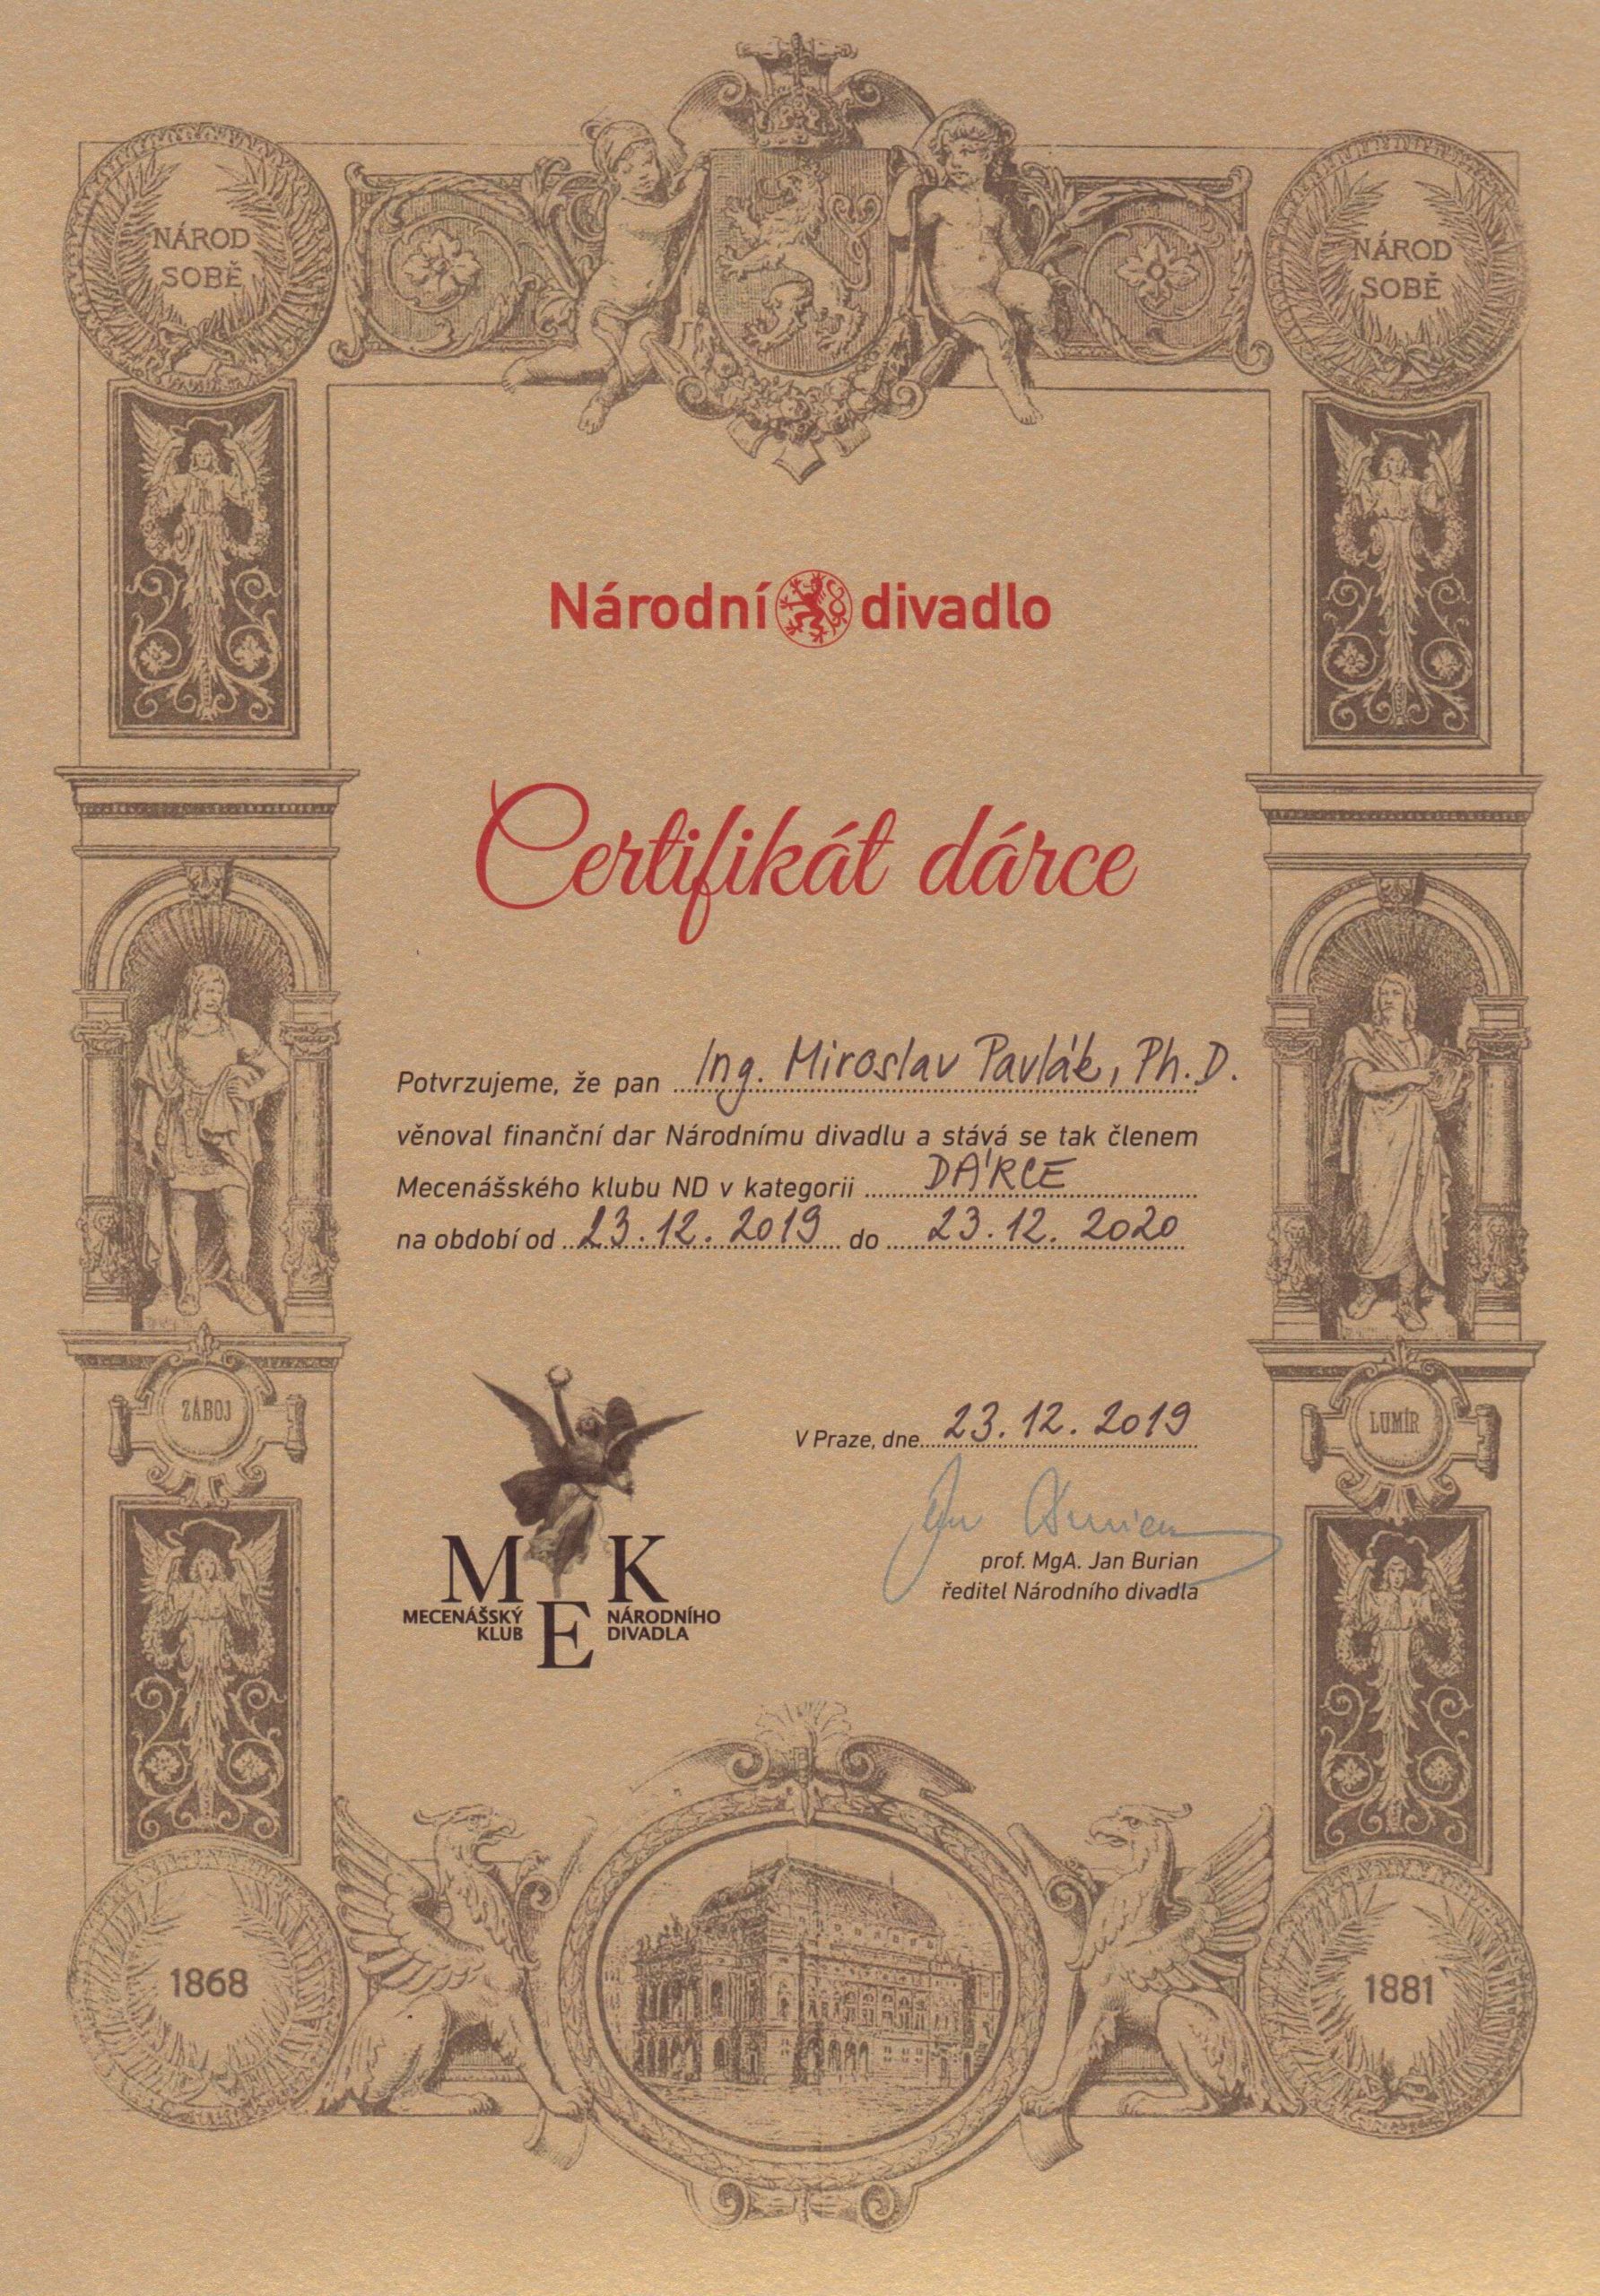 NÁROD
SOBĚ
NÁROD
SOBĚ
Národní divadlo
Certifikát dárce
Potvrzujeme, že pan Ing. Miroslav Pavlák, Ph.D.
věnoval finanční dar Národnímu divadlu a stává se tak členem
Mecenášského klubu ND v kategorii DÁRCE
na období od 23.12.2019 do 23.12.2020
ZÁBOJ
LUMÍR
V Praze, dne 23.12.2019
Jan Burian
prof. MgA. Jan Burian
ředitel Národního divadla
M E K
MECENÁŠSKÝ
KLUB
NÁRODNÍHO
DIVADLA
1868
1881